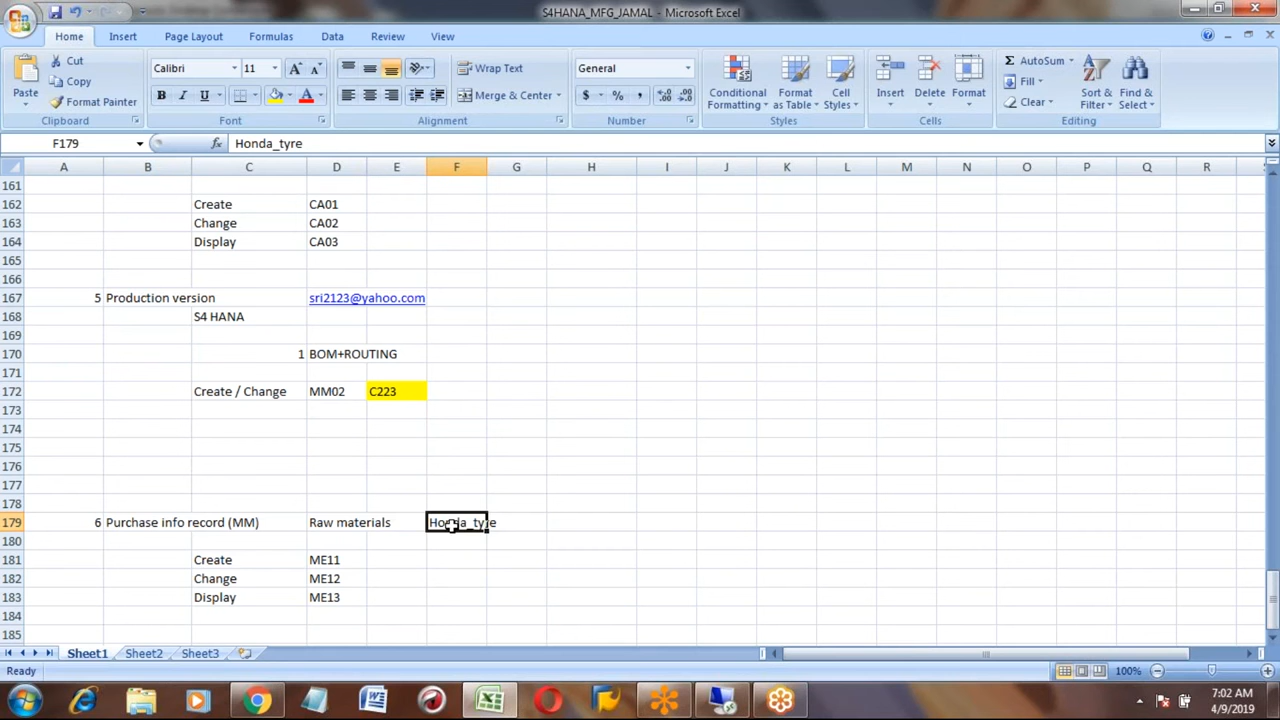 S4HANA_MFG_JAMAL - Microsoft Excel
Home Insert Page Layout Formulas Data Review View
Paste Cut Copy Format Painter Clipboard
Calibri 11 B I U A A A Font
Wrap Text Merge & Center Alignment
General $ % , Number
Conditional Formatting Format as Table Cell Styles Styles
Insert Delete Format Cells
AutoSum Fill Clear Sort & Filter Find & Select Editing
F179 fx Honda_tyre
A B C D E F G H I J K L M N O P Q R
161
162 Create CA01
163 Change CA02
164 Display CA03
165
166
167 5 Production version sri2123@yahoo.com
168 S4 HANA
169
170 1 BOM+ROUTING
171
172 Create / Change MM02 C223
173
174
175
176
177
178
179 6 Purchase info record (MM) Raw materials Honda_tyre
180
181 Create ME11
182 Change ME12
183 Display ME13
184
185
Sheet1 Sheet2 Sheet3
Ready 100%
7:02 AM
4/9/2019